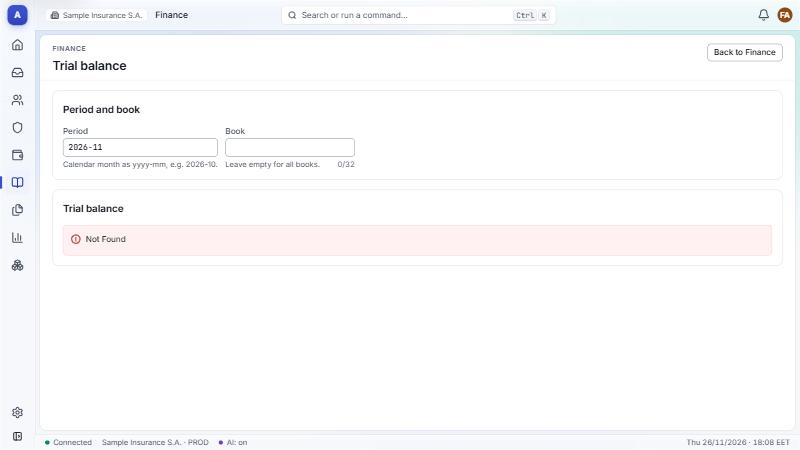 A
Sample Insurance S.A.
Finance
Search or run a command...
Ctrl K
FA
FINANCE
Trial balance
Back to Finance
Period and book
Period
Book
2026-11
Calendar month as yyyy-mm, e.g. 2026-10.
Leave empty for all books.
0/32
Trial balance
Not Found
Connected
Sample Insurance S.A. · PROD
AI: on
Thu 26/11/2026 · 18:08 EET